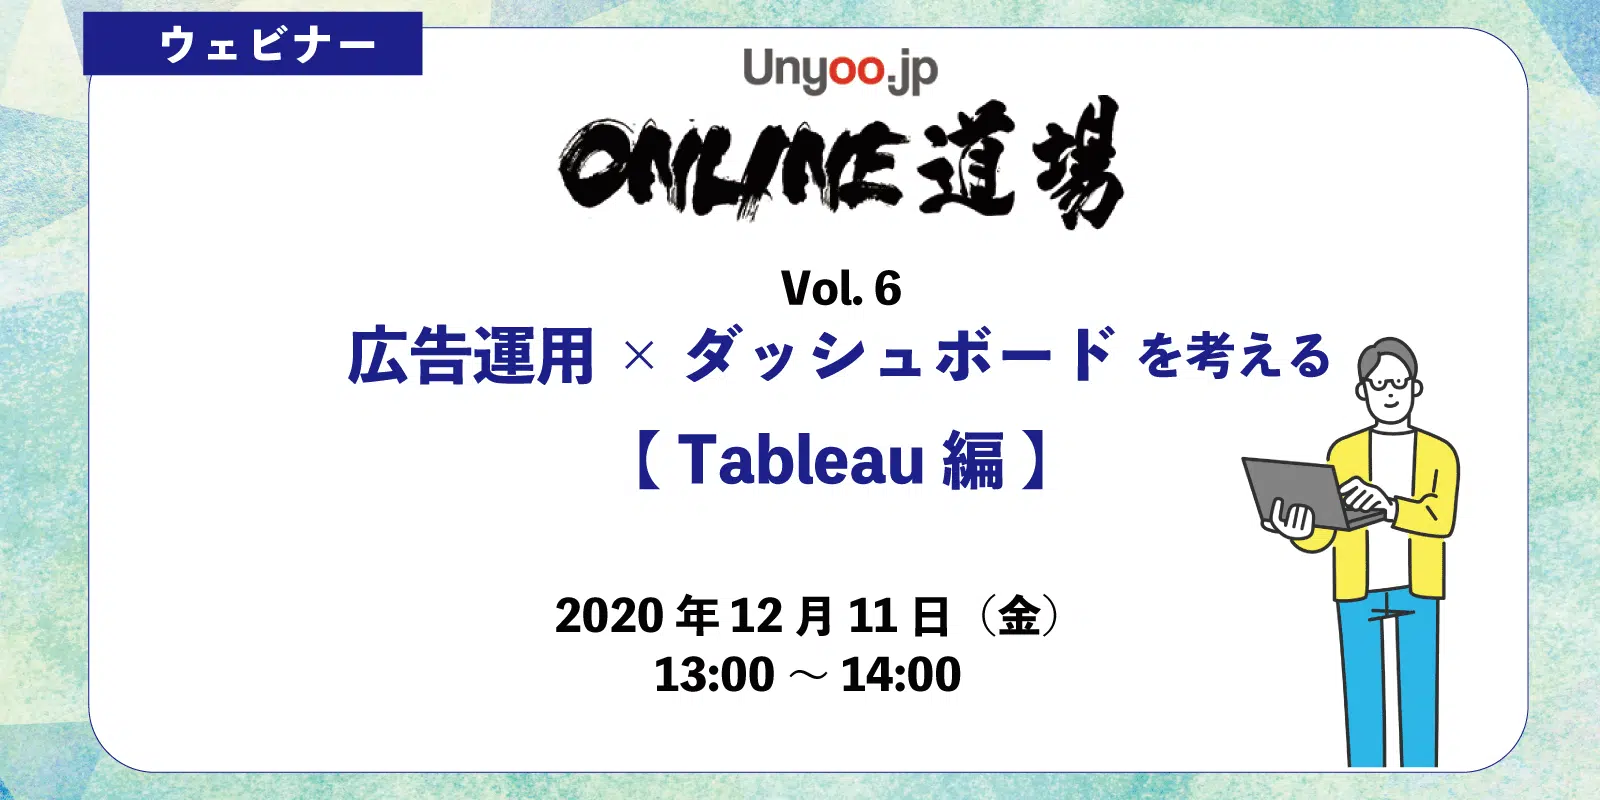 ウェビナー
Unyoo.jp
ONLINE道場
Vol. 6
広告運用 × ダッシュボード を考える
【 Tableau 編 】
2020 年 12 月 11 日（金）
13:00 〜 14:00